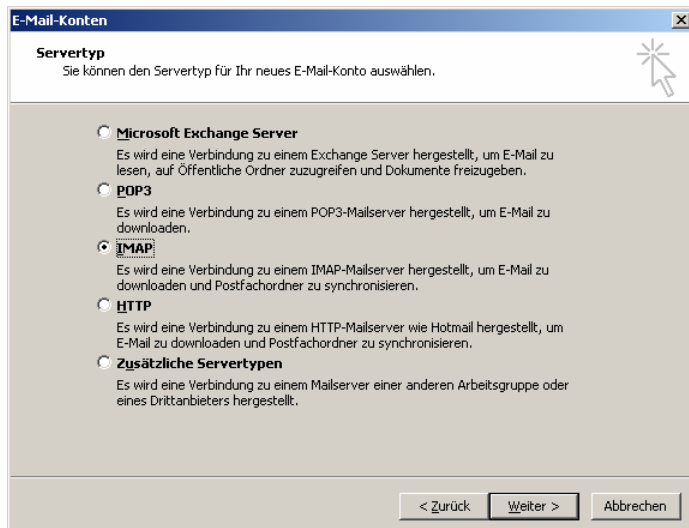 E-Mail-Konten
Servertyp
Sie können den Servertyp für Ihr neues E-Mail-Konto auswählen.
Microsoft Exchange Server
Es wird eine Verbindung zu einem Exchange Server hergestellt, um E-Mail zu
lesen, auf Öffentliche Ordner zuzugreifen und Dokumente freizugeben.
POP3
Es wird eine Verbindung zu einem POP3-Mailserver hergestellt, um E-Mail zu
downloaden.
IMAP
Es wird eine Verbindung zu einem IMAP-Mailserver hergestellt, um E-Mail zu
downloaden und Postfachordner zu synchronisieren.
HTTP
Es wird eine Verbindung zu einem HTTP-Mailserver wie Hotmail hergestellt, um
E-Mail zu downloaden und Postfachordner zu synchronisieren.
Zusätzliche Servertypen
Es wird eine Verbindung zu einem Mailserver einer anderen Arbeitsgruppe oder
eines Drittanbieters hergestellt.
< Zurück Weiter > Abbrechen